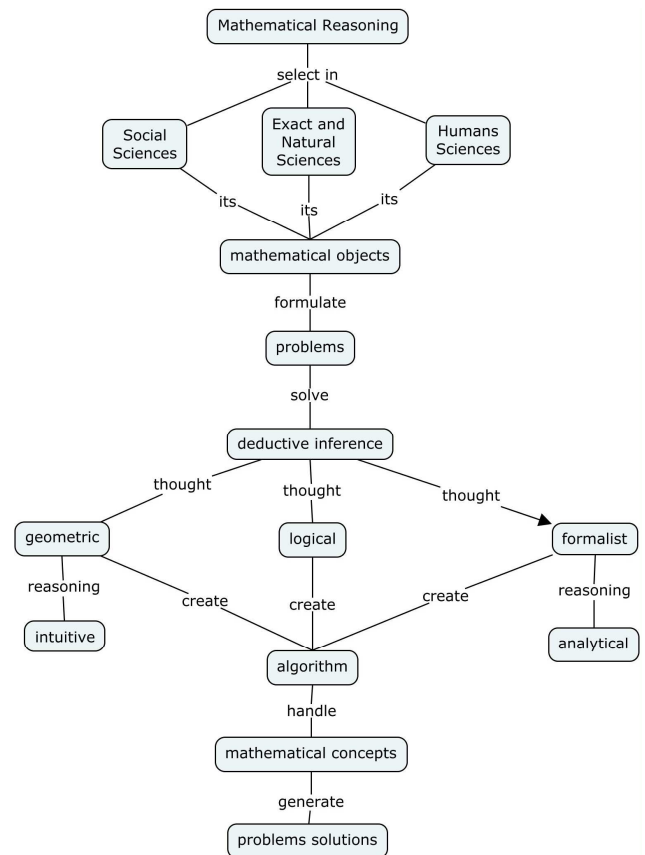 Mathematical Reasoning
select in
Social
Sciences
Exact and
Natural
Sciences
Humans
Sciences
its
its
its
mathematical objects
formulate
problems
solve
deductive inference
thought
thought
thought
geometric
logical
formalist
reasoning
create
create
create
reasoning
intuitive
analytical
algorithm
handle
mathematical concepts
generate
problems solutions